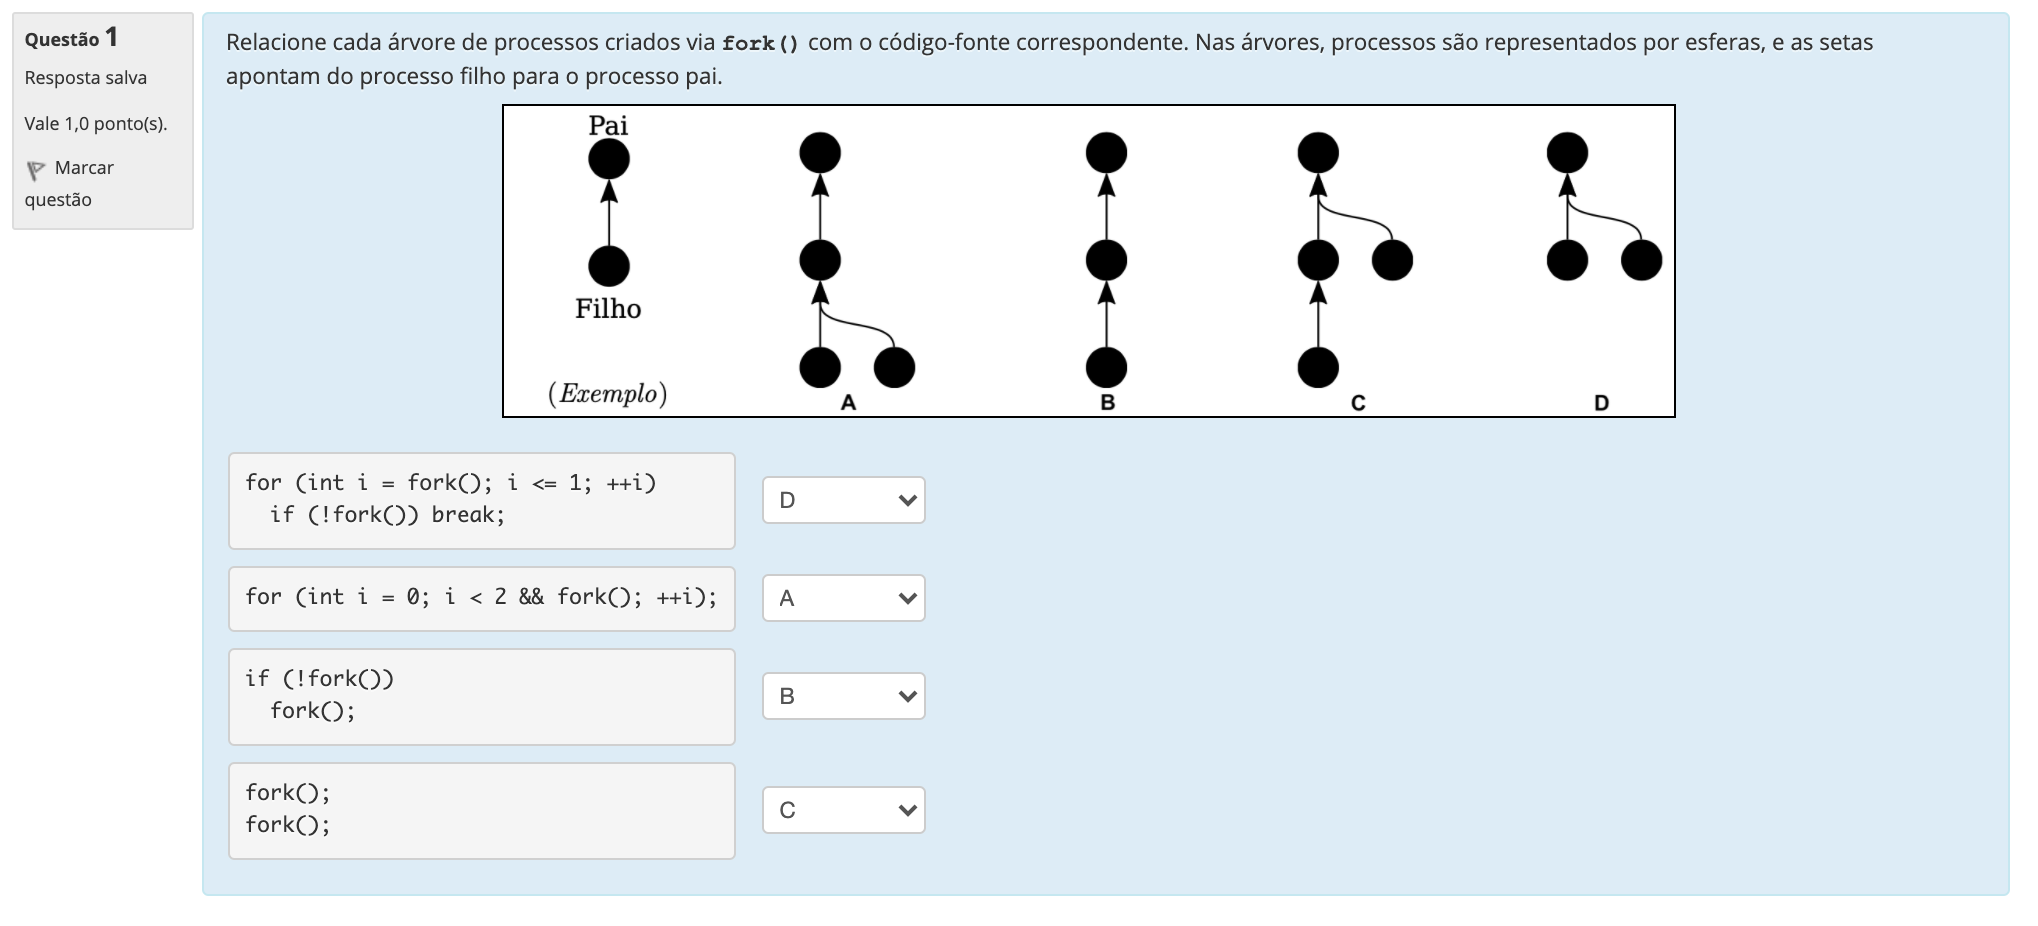 Questão 1
Resposta salva
Vale 1,0 ponto(s).
Marcar
questão
Relacione cada árvore de processos criados via fork() com o código-fonte correspondente. Nas árvores, processos são representados por esferas, e as setas
apontam do processo filho para o processo pai.
Pai
Filho
(Exemplo)
A
B
C
D
for (int i = fork(); i <= 1; ++i)
  if (!fork()) break;
D
for (int i = 0; i < 2 && fork(); ++i);
A
if (!fork())
  fork();
B
fork();
fork();
C